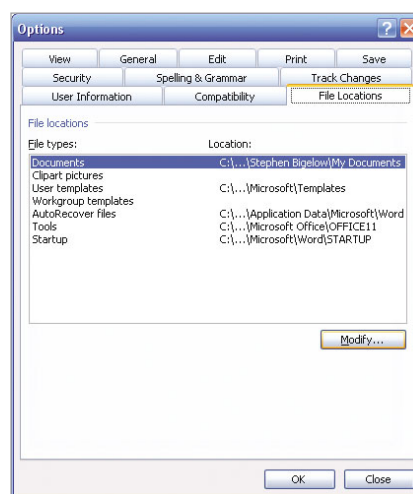 Options
View General Edit Print Save
Security Spelling & Grammar Track Changes
User Information Compatibility File Locations
File locations
File types: Location:
Documents C:\...\Stephen Bigelow\My Documents
Clipart pictures
User templates C:\...\Microsoft\Templates
Workgroup templates
AutoRecover files C:\...\Application Data\Microsoft\Word
Tools C:\...\Microsoft Office\OFFICE11
Startup C:\...\Microsoft\Word\STARTUP
Modify...
OK Close